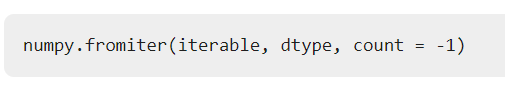 numpy.fromiter(iterable, dtype, count = -1)